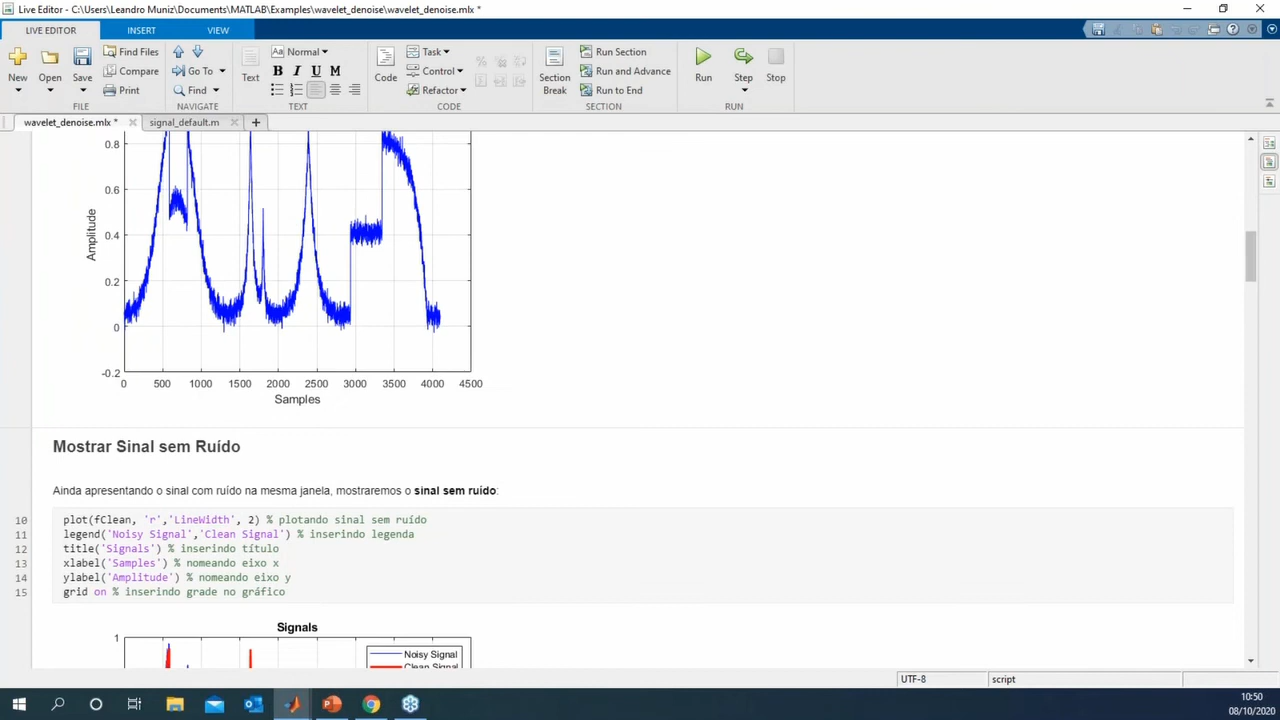 Live Editor - C:\Users\Leandro Muniz\Documents\MATLAB\Examples\wavelet_denoise\wavelet_denoise.mlx *
LIVE EDITOR INSERT VIEW
New Open Save Find Files Compare Print
Go To Find
Text Normal B I U M
Code Task Control Refactor
Section Break Run Section Run and Advance Run to End
Run Step Stop
FILE NAVIGATE TEXT CODE SECTION RUN
wavelet_denoise.mlx * signal_default.m
0.8
0.6
0.4
0.2
0
-0.2
Amplitude
0 500 1000 1500 2000 2500 3000 3500 4000 4500
Samples
Mostrar Sinal sem Ruído
Ainda apresentando o sinal com ruído na mesma janela, mostraremos o sinal sem ruído:
10 plot(fClean, 'r','LineWidth', 2) % plotando sinal sem ruído
11 legend('Noisy Signal','Clean Signal') % inserindo legenda
12 title('Signals') % inserindo título
13 xlabel('Samples') % nomeando eixo x
14 ylabel('Amplitude') % nomeando eixo y
15 grid on % inserindo grade no gráfico
Signals
1
Noisy Signal
Clean Signal
UTF-8 script
10:50
08/10/2020